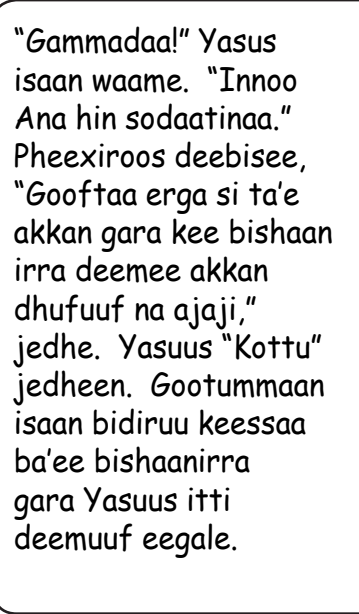 “Gammadaa!” Yasus
isaan waame.  “Innoo
Ana hin sodaatinaa.”
Pheexiroos deebisee,
“Gooftaa erga si ta’e
akkan gara kee bishaan
irra deemee akkan
dhufuuf na ajaji,”
jedhe.  Yasuus “Kottu”
jedheen.  Gootummaan
isaan bidiruu keessaa
ba’ee bishaanirra
gara Yasuus itti
deemuuf eegale.